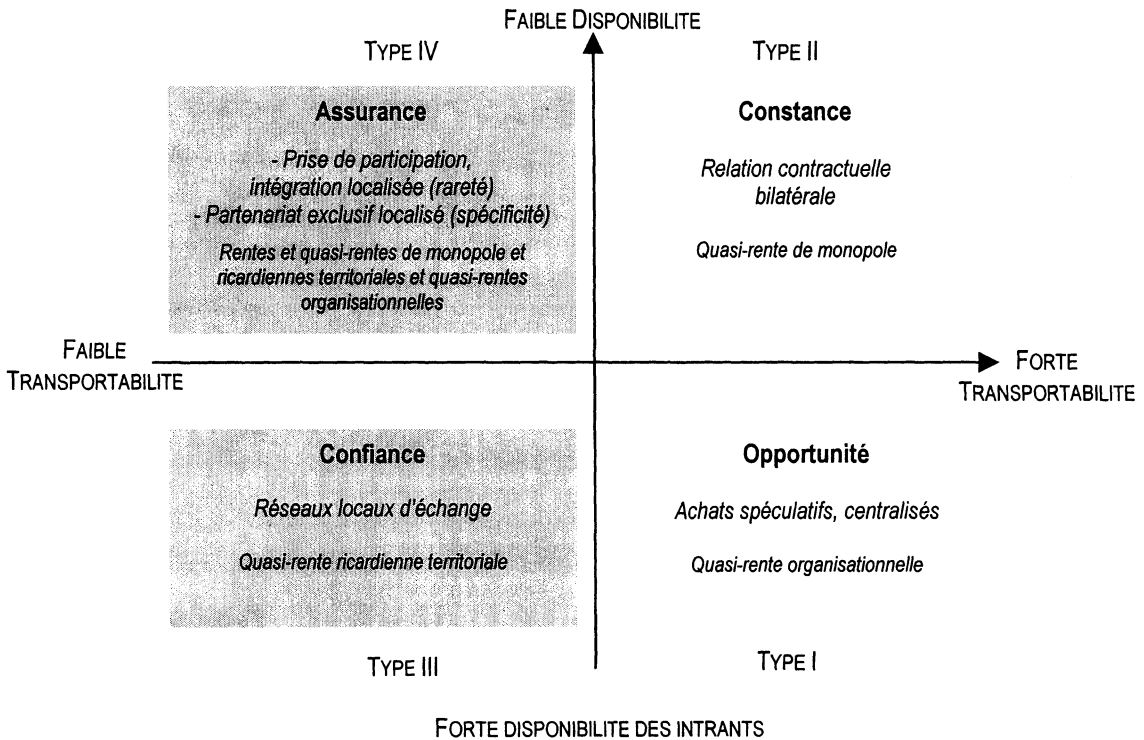 FAIBLE DISPONIBILITE
TYPE IV
TYPE II
Assurance
- Prise de participation,
intégration localisée (rareté)
- Partenariat exclusif localisé (spécificité)
Rentes et quasi-rentes de monopole et
ricardiennes territoriales et quasi-rentes
organisationnelles
Constance
Relation contractuelle
bilatérale
Quasi-rente de monopole
FAIBLE
TRANSPORTABILITE
FORTE
TRANSPORTABILITE
Confiance
Réseaux locaux d'échange
Quasi-rente ricardienne territoriale
Opportunité
Achats spéculatifs, centralisés
Quasi-rente organisationnelle
TYPE III
TYPE I
FORTE DISPONIBILITE DES INTRANTS